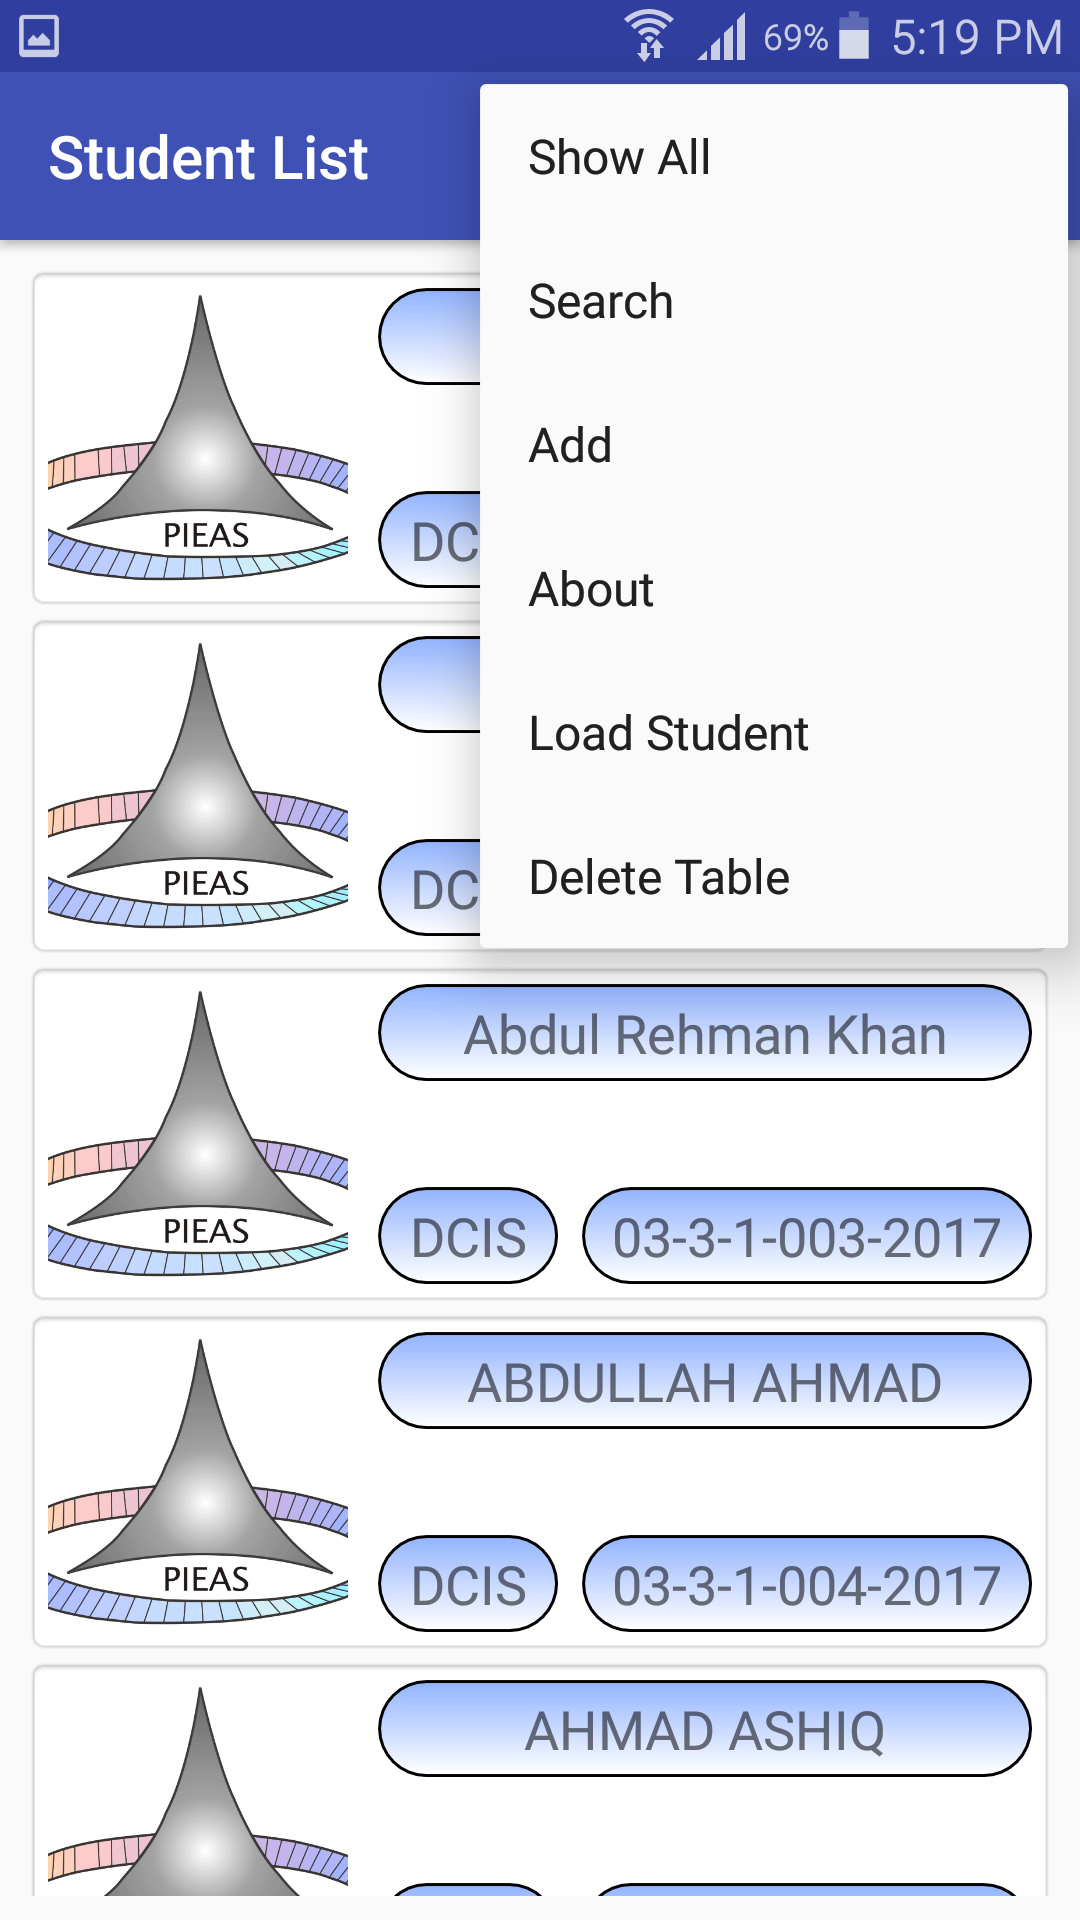 69% 5:19 PM
Student List
Show All
Search
Add
About
Load Student
Delete Table
PIEAS
DC
PIEAS
DC
Abdul Rehman Khan
PIEAS
DCIS 03-3-1-003-2017
ABDULLAH AHMAD
PIEAS
DCIS 03-3-1-004-2017
AHMAD ASHIQ